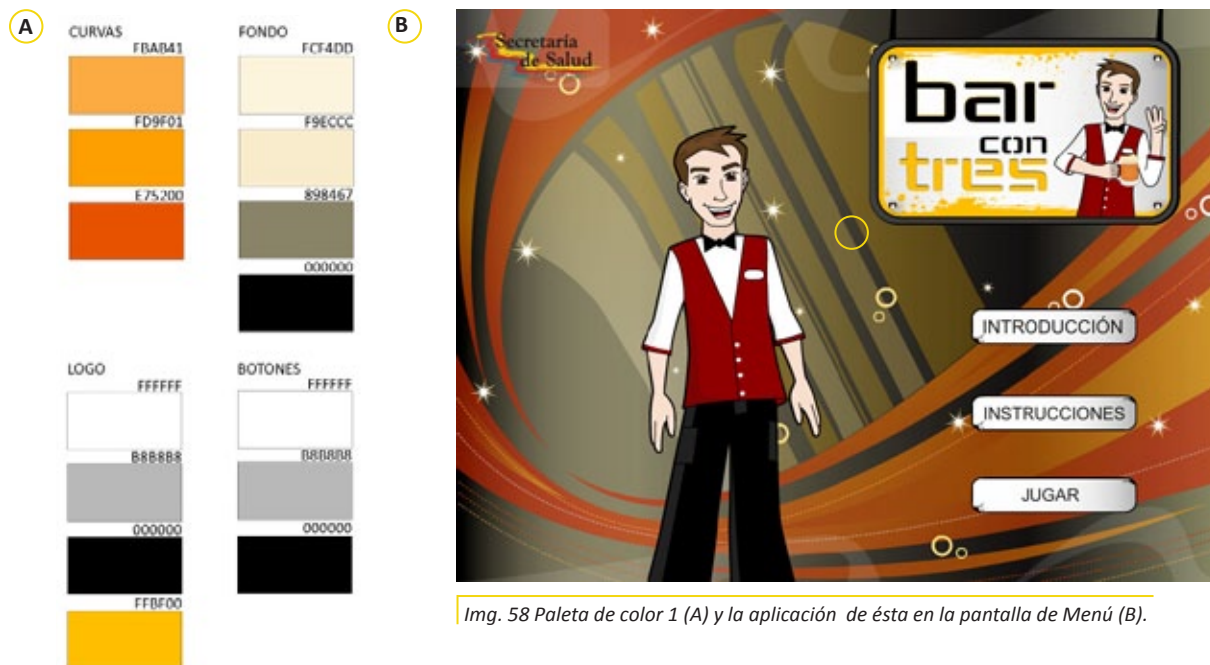 A
CURVAS
FBAB41
FD9F01
E75200
FONDO
FCF4DD
F9ECCC
898467
000000
LOGO
FFFFFF
B8B8B8
000000
FFBF00
BOTONES
FFFFFF
B8B8B8
000000
B
Secretaría
de Salud
bar
con
tres
INTRODUCCIÓN
INSTRUCCIONES
JUGAR
Img. 58 Paleta de color 1 (A) y la aplicación de ésta en la pantalla de Menú (B).